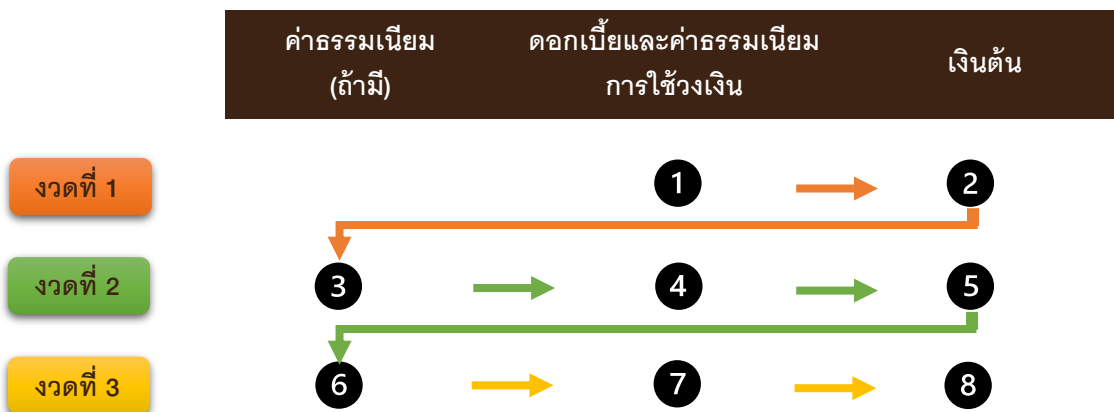 ค่าธรรมเนียม
(ถ้ามี)
ดอกเบี้ยและค่าธรรมเนียม
การใช้วงเงิน
เงินต้น
งวดที่ 1
1
2
งวดที่ 2
3
4
5
งวดที่ 3
6
7
8